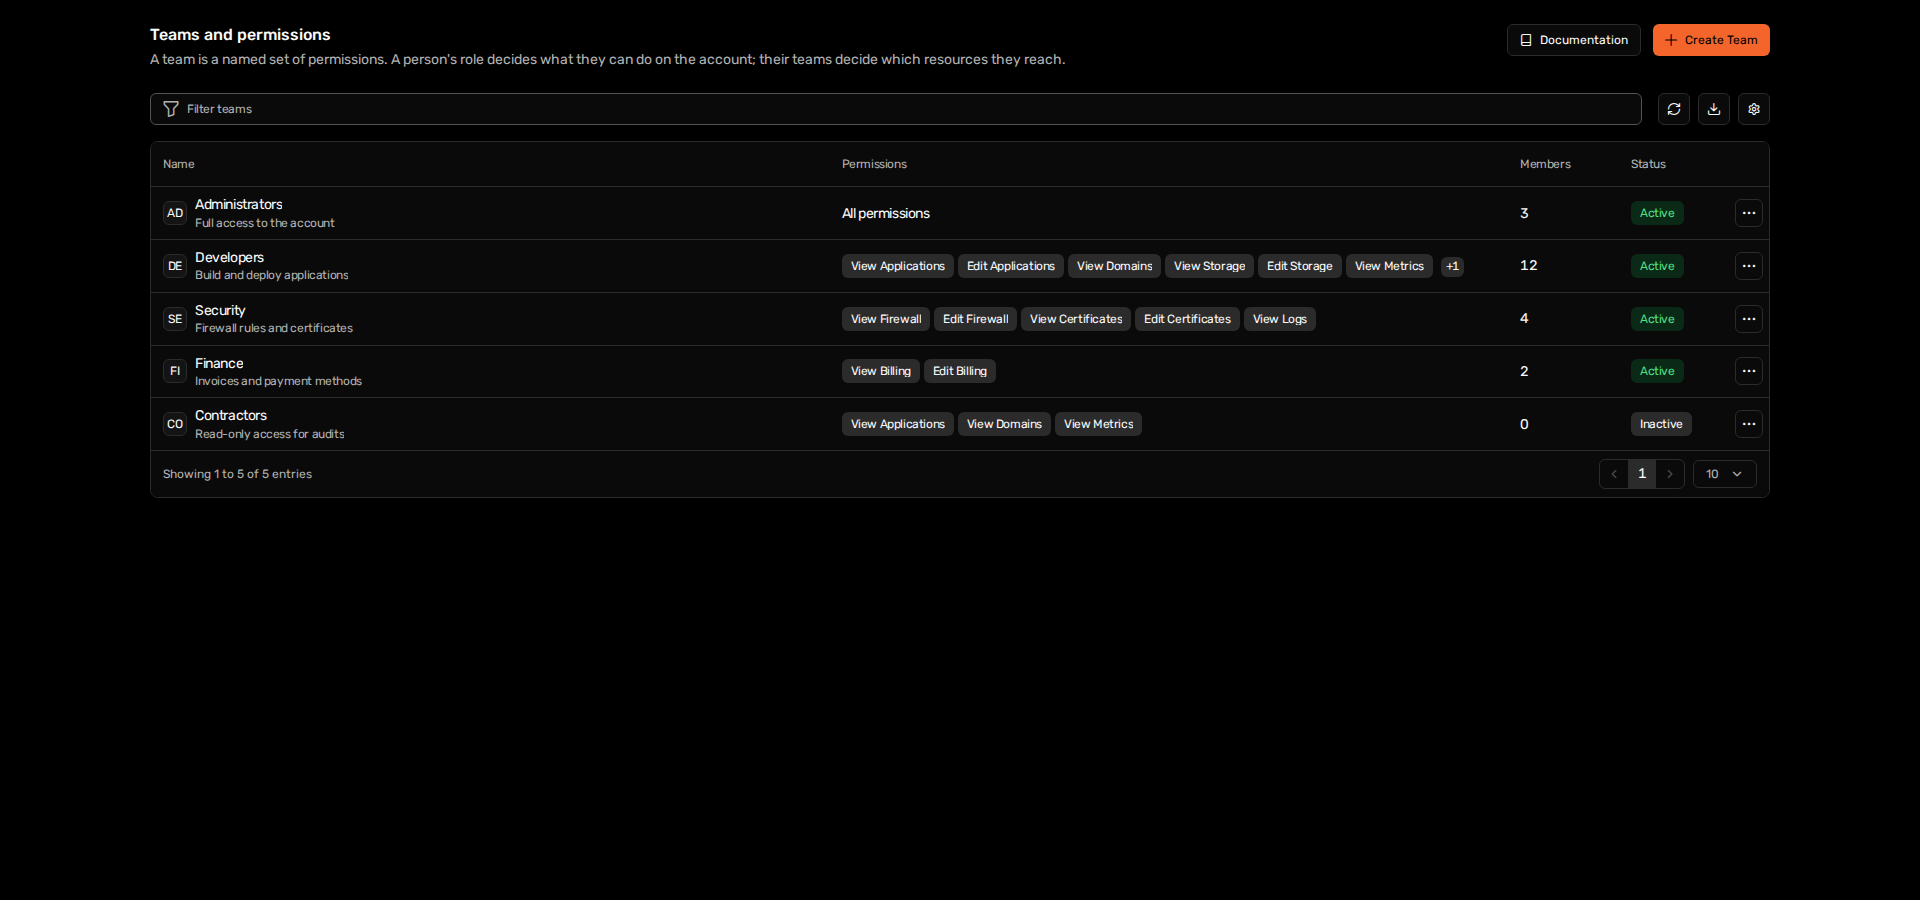 Teams and permissions
A team is a named set of permissions. A person's role decides what they can do on the account; their teams decide which resources they reach.
Documentation
Create Team
Filter teams
Name Permissions Members Status
AD Administrators All permissions 3 Active
Full access to the account
DE Developers View Applications Edit Applications View Domains View Storage Edit Storage View Metrics +1 12 Active
Build and deploy applications
SE Security View Firewall Edit Firewall View Certificates Edit Certificates View Logs 4 Active
Firewall rules and certificates
FI Finance View Billing Edit Billing 2 Active
Invoices and payment methods
CO Contractors View Applications View Domains View Metrics 0 Inactive
Read-only access for audits
Showing 1 to 5 of 5 entries 1 10